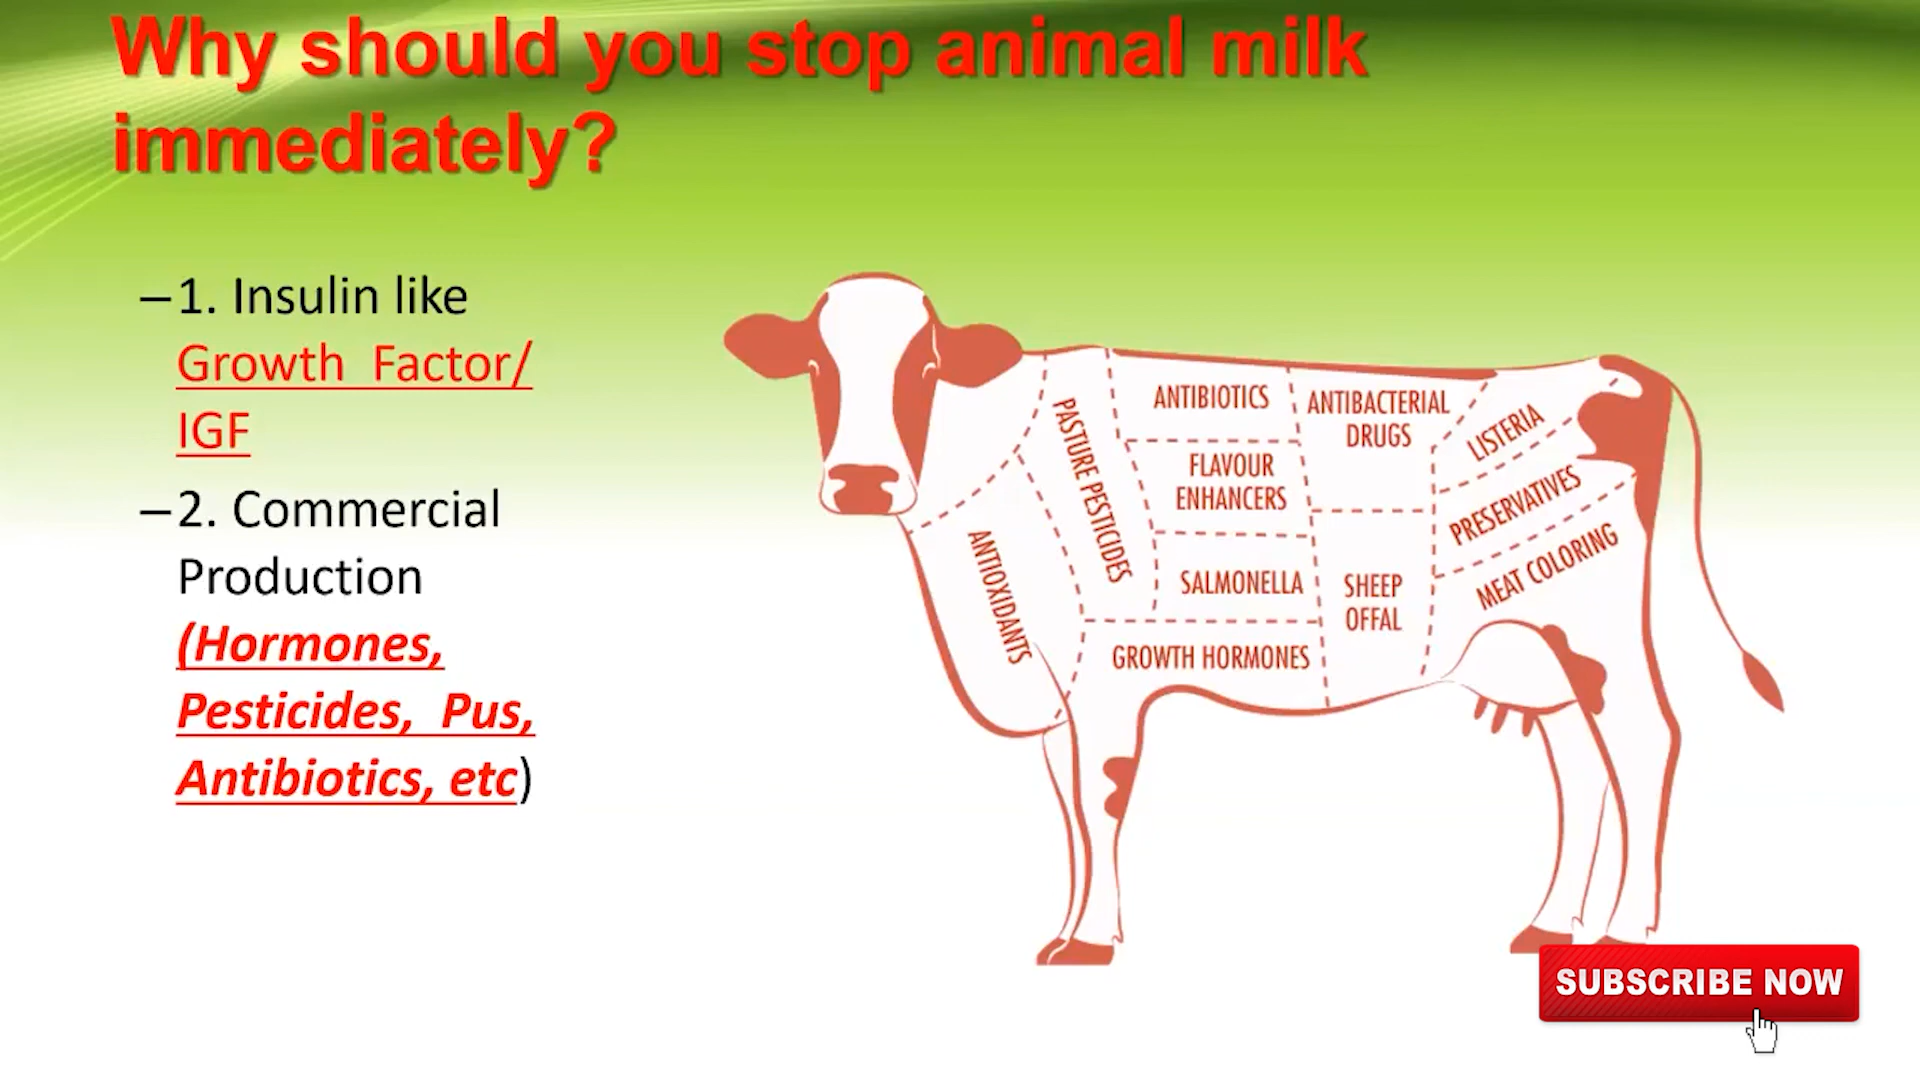 Why should you stop animal milk
immediately?
–1. Insulin like
Growth Factor/
IGF
–2. Commercial
Production
(Hormones,
Pesticides, Pus,
Antibiotics, etc)
PASTURE PESTICIDES
ANTIOXIDANTS
ANTIBIOTICS
FLAVOUR
ENHANCERS
SALMONELLA
GROWTH HORMONES
ANTIBACTERIAL
DRUGS
SHEEP
OFFAL
LISTERIA
PRESERVATIVES
MEAT COLORING
SUBSCRIBE NOW